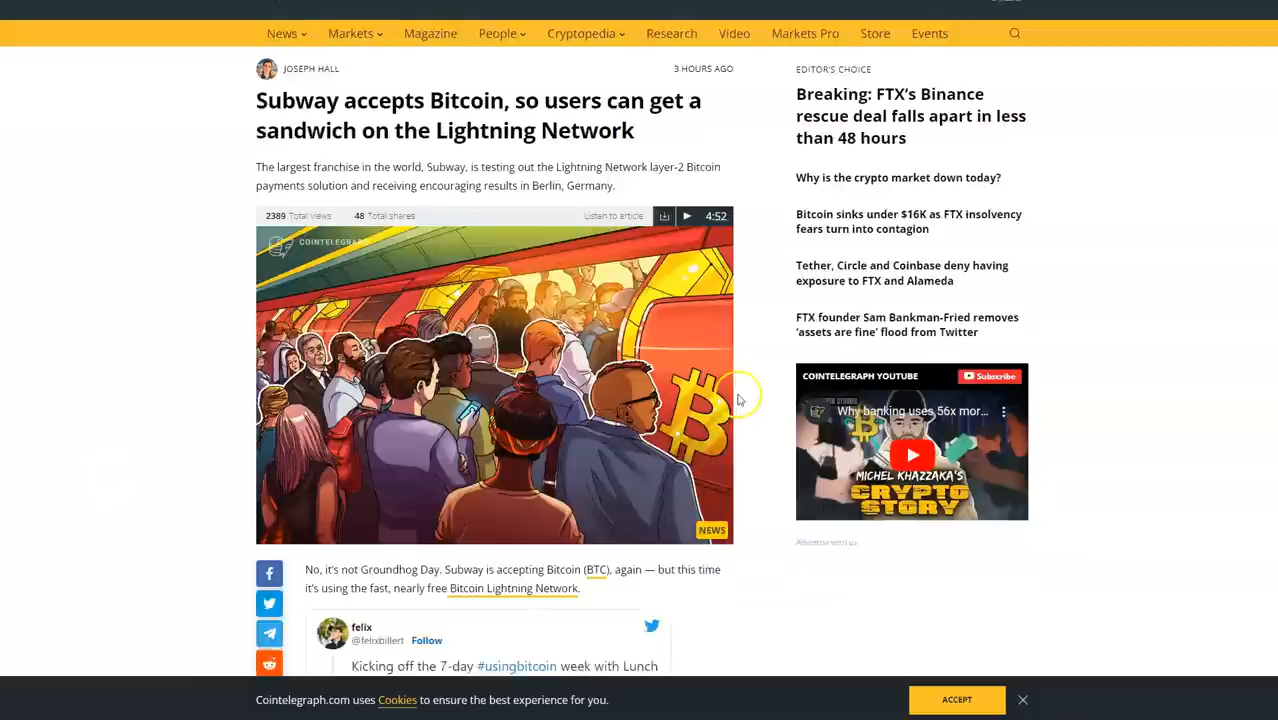 News Markets Magazine People Cryptopedia Research Video Markets Pro Store Events
JOSEPH HALL
3 HOURS AGO
Subway accepts Bitcoin, so users can get a
sandwich on the Lightning Network
The largest franchise in the world, Subway, is testing out the Lightning Network layer-2 Bitcoin
payments solution and receiving encouraging results in Berlin, Germany.
2389 Total views 48 Total shares Listen to article 4:52
COINTELEGRAPH
NEWS
No, it's not Groundhog Day. Subway is accepting Bitcoin (BTC), again — but this time
it's using the fast, nearly free Bitcoin Lightning Network.
felix
@felixbillert Follow
Kicking off the 7-day #usingbitcoin week with Lunch
EDITOR'S CHOICE
Breaking: FTX's Binance
rescue deal falls apart in less
than 48 hours
Why is the crypto market down today?
Bitcoin sinks under $16K as FTX insolvency
fears turn into contagion
Tether, Circle and Coinbase deny having
exposure to FTX and Alameda
FTX founder Sam Bankman-Fried removes
'assets are fine' flood from Twitter
COINTELEGRAPH YOUTUBE Subscribe
Why banking uses 56x mor...
MICHEL KHAZZAKA'S
CRYPTO
STORY
Cointelegraph.com uses Cookies to ensure the best experience for you.
ACCEPT